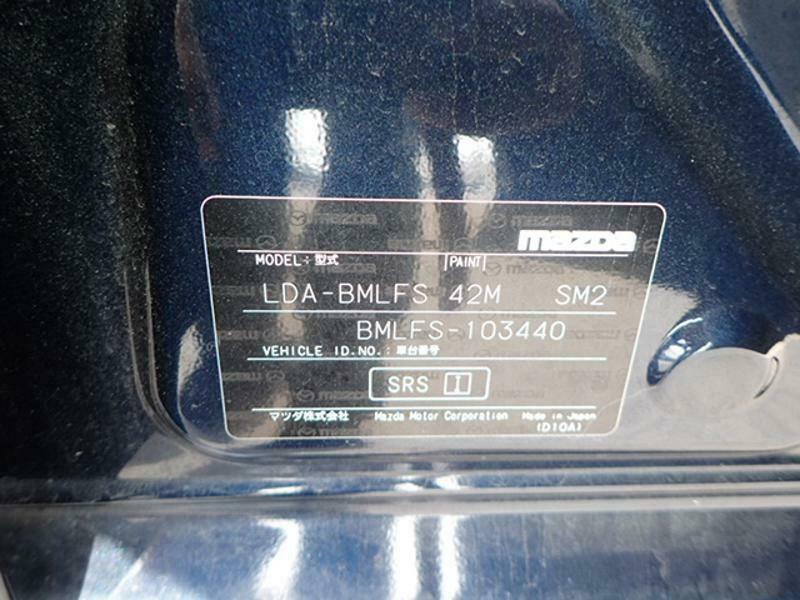 mazda
MODEL: 型式 PAINT
LDA-BMLFS 42M SM2
BMLFS-103440
VEHICLE ID.NO.: 車台番号
SRS I
マツダ株式会社 Mazda Motor Corporation Made in Japan
(D10A)